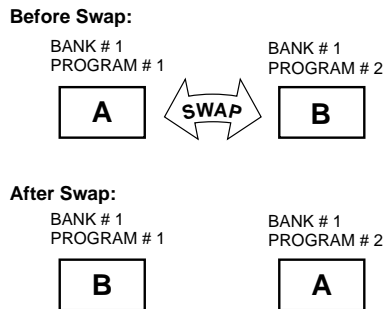 Before Swap:
BANK # 1
PROGRAM # 1
BANK # 1
PROGRAM # 2
A
SWAP
B
After Swap:
BANK # 1
PROGRAM # 1
BANK # 1
PROGRAM # 2
B
A